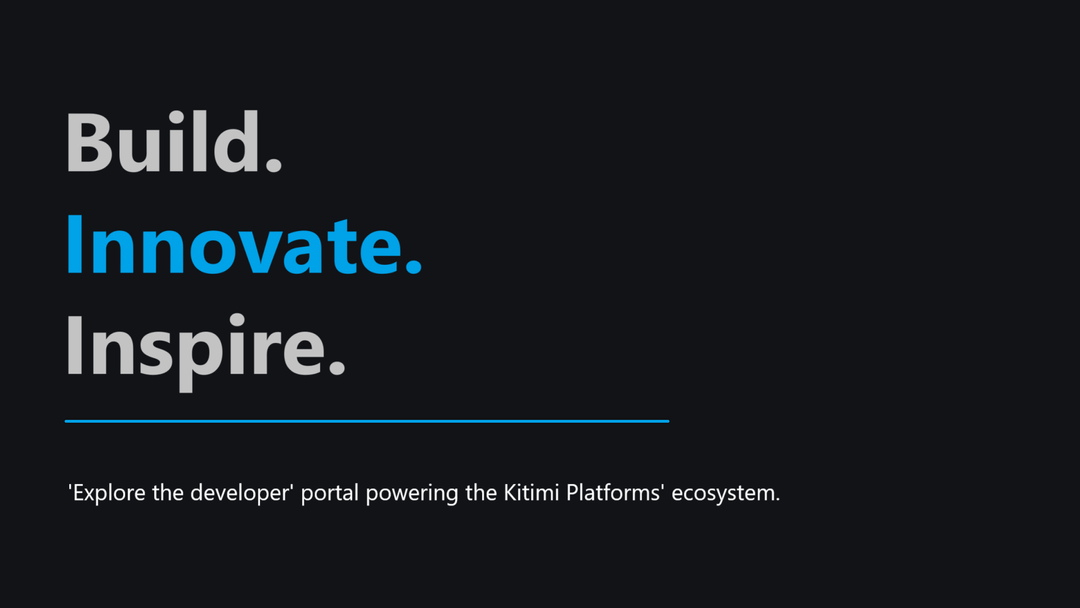 Build.
Innovate.
Inspire.
'Explore the developer' portal powering the Kitimi Platforms' ecosystem.